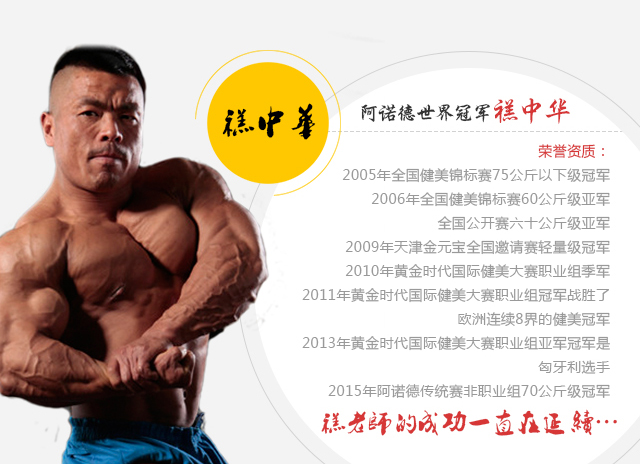 禚中華
阿诺德世界冠军禚中华
荣誉资质：
2005年全国健美锦标赛75公斤以下级冠军
2006年全国健美锦标赛60公斤级亚军
全国公开赛六十公斤级亚军
2009年天津金元宝全国邀请赛轻量级冠军
2010年黄金时代国际健美大赛职业组季军
2011年黄金时代国际健美大赛职业组冠军战胜了
欧洲连续8界的健美冠军
2013年黄金时代国际健美大赛职业组亚军冠军是
匈牙利选手
2015年阿诺德传统赛非职业组70公斤级冠军
禚老師的成功一直在延續…